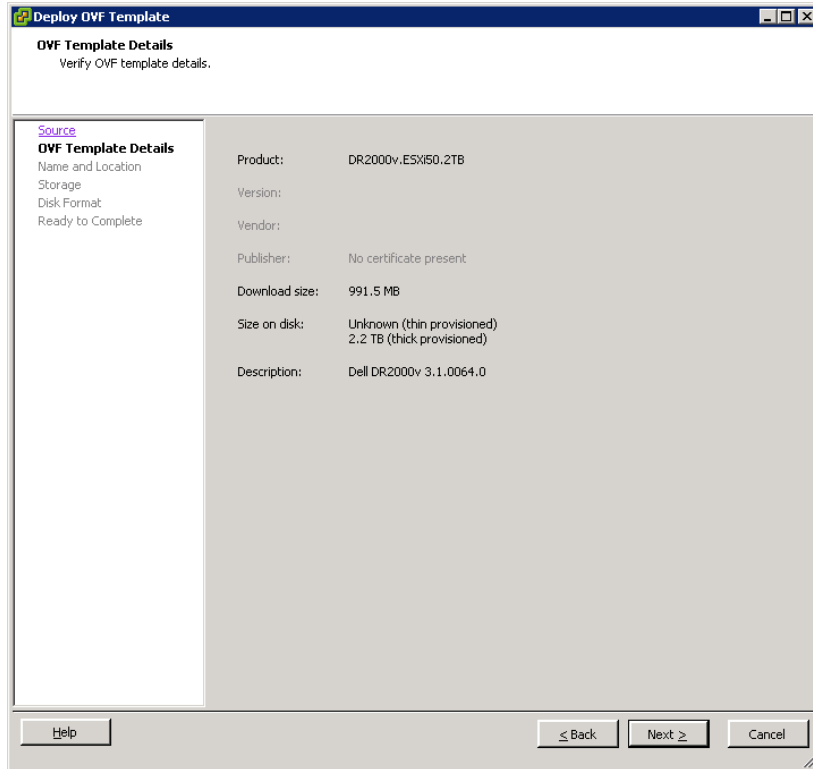 Deploy OVF Template
OVF Template Details
Verify OVF template details.
Source
OVF Template Details
Name and Location
Storage
Disk Format
Ready to Complete
Product: DR2000v.ESXi50.2TB
Version:
Vendor:
Publisher: No certificate present
Download size: 991.5 MB
Size on disk: Unknown (thin provisioned)
2.2 TB (thick provisioned)
Description: Dell DR2000v 3.1.0064.0
Help
< Back
Next >
Cancel